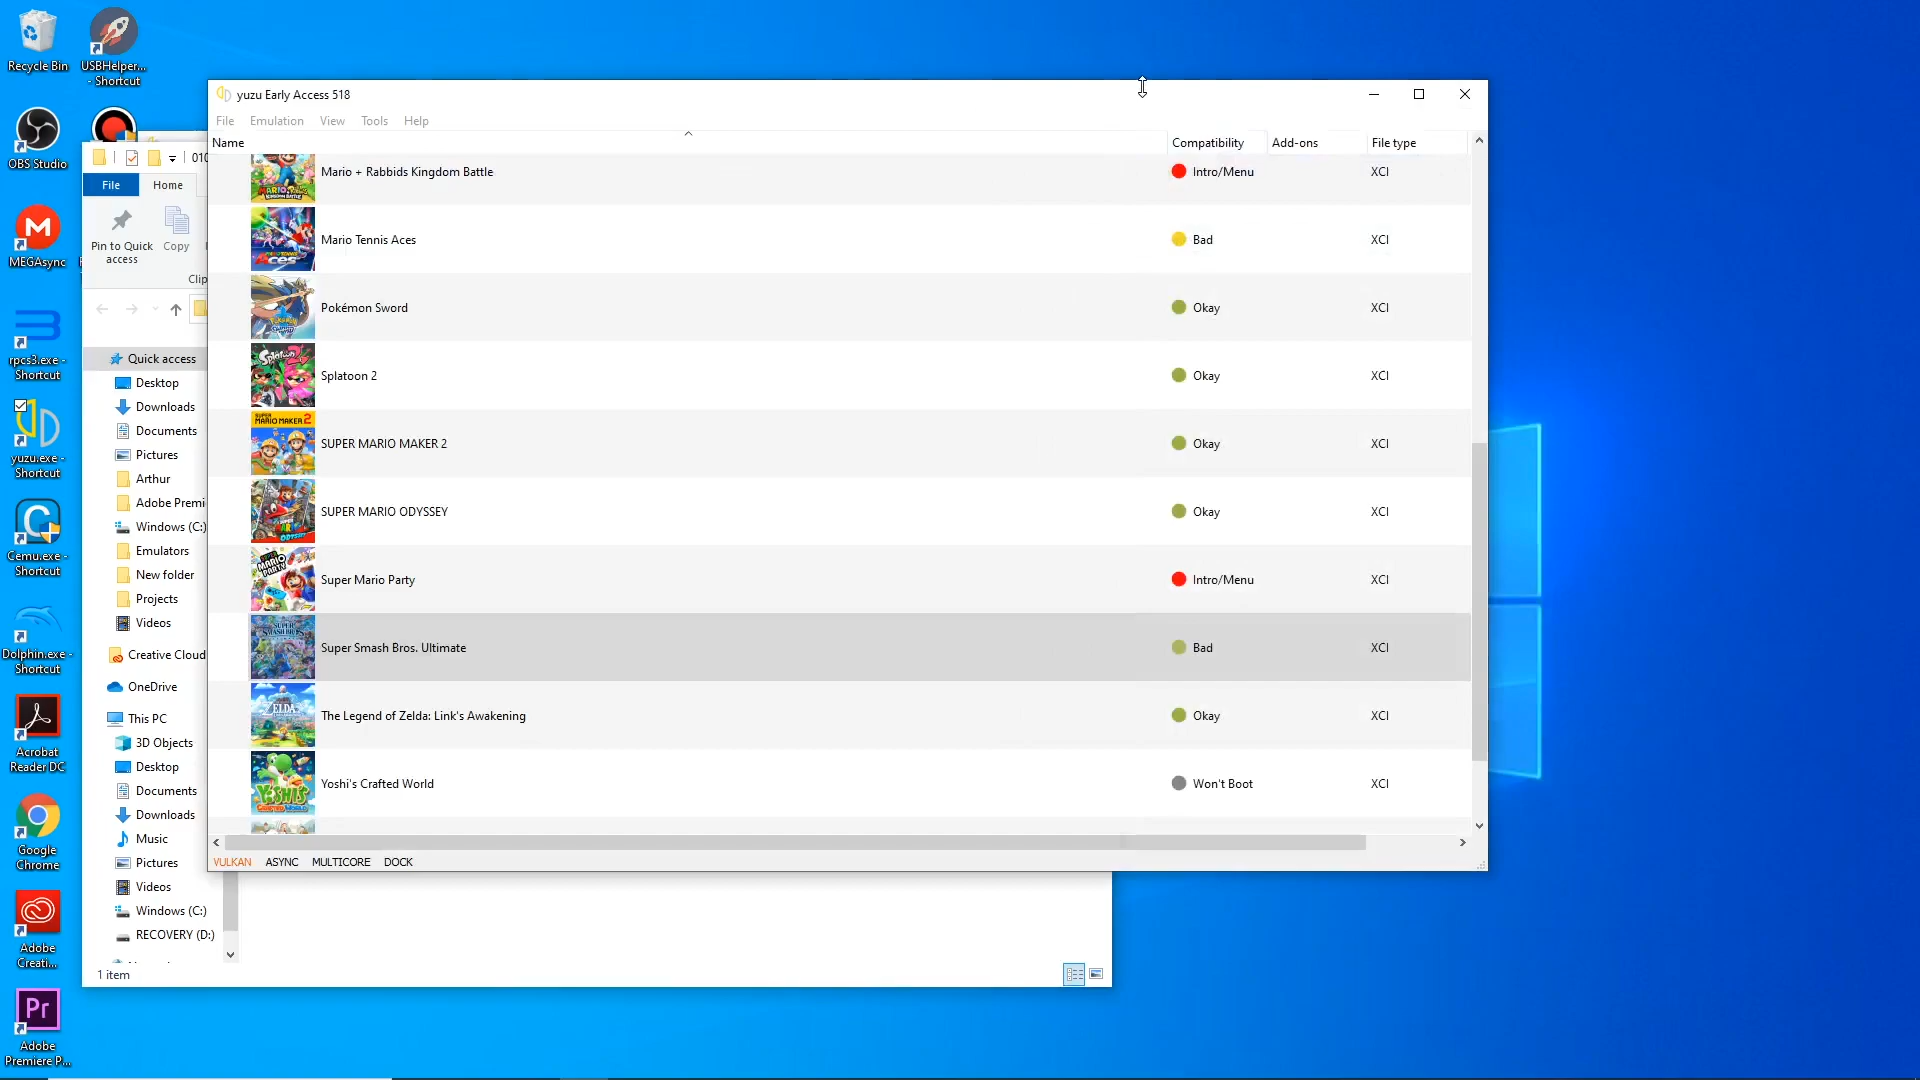 Recycle Bin
USBHelper...
- Shortcut
OBS Studio
MEGAsync
rpcs3.exe -
Shortcut
yuzu.exe -
Shortcut
Cemu.exe -
Shortcut
Dolphin.exe -
Shortcut
Acrobat
Reader DC
Google
Chrome
Adobe
Creati...
Pr
Adobe
Premiere P...
010
File
Home
Pin to Quick
access
Copy
Clip
Quick access
Desktop
Downloads
Documents
Pictures
Arthur
Adobe Premi
Windows (C:)
Emulators
New folder
Projects
Videos
Creative Cloud
OneDrive
This PC
3D Objects
Desktop
Documents
Downloads
Music
Pictures
Videos
Windows (C:)
RECOVERY (D:)
1 item
yuzu Early Access 518
File Emulation View Tools Help
Name Compatibility Add-ons File type
Mario + Rabbids Kingdom Battle Intro/Menu XCI
Mario Tennis Aces Bad XCI
Pokémon Sword Okay XCI
Splatoon 2 Okay XCI
SUPER MARIO MAKER 2 Okay XCI
SUPER MARIO ODYSSEY Okay XCI
Super Mario Party Intro/Menu XCI
Super Smash Bros. Ultimate Bad XCI
The Legend of Zelda: Link's Awakening Okay XCI
Yoshi's Crafted World Won't Boot XCI
VULKAN ASYNC MULTICORE DOCK